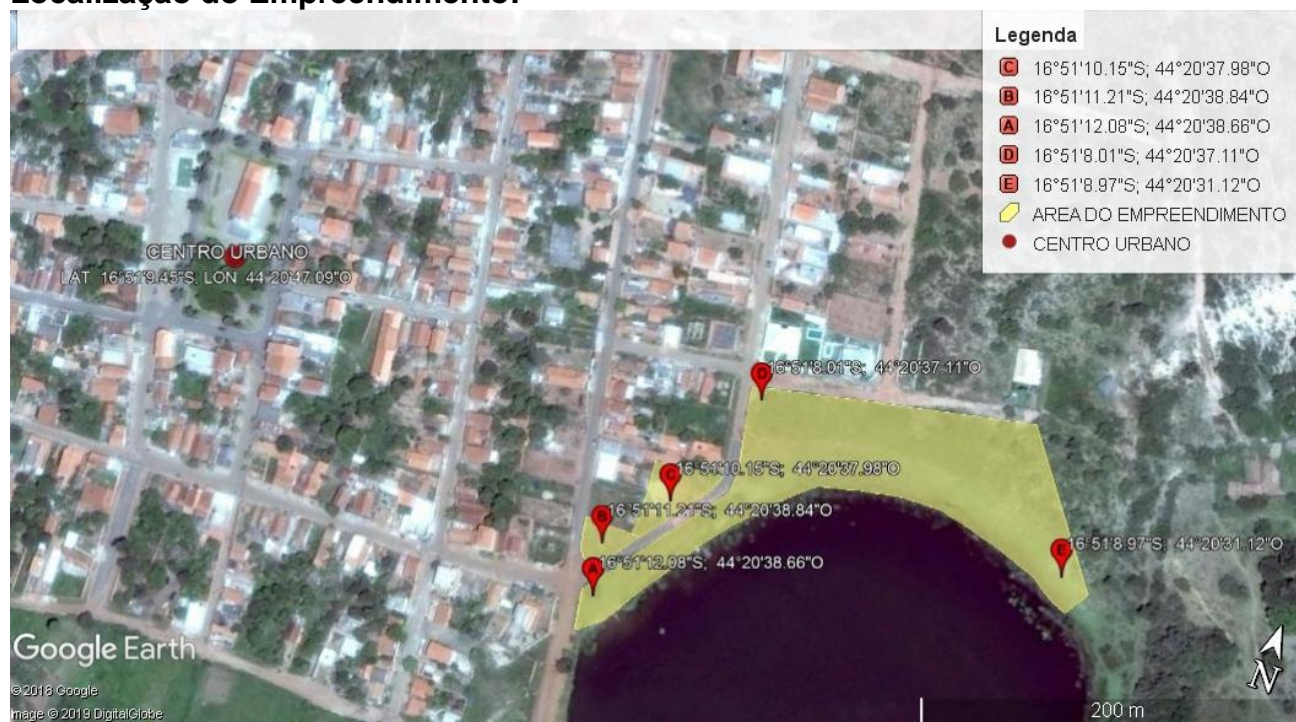 Localização do Empreendimento:
Legenda
C 16°51'10.15"S; 44°20'37.98"O
B 16°51'11.21"S; 44°20'38.84"O
A 16°51'12.08"S; 44°20'38.66"O
D 16°51'8.01"S; 44°20'37.11"O
E 16°51'8.97"S; 44°20'31.12"O
AREA DO EMPREENDIMENTO
CENTRO URBANO
CENTRO URBANO
LAT 16°51'9.45"S, LON 44°20'47.09"O
D 16°51'8.01"S; 44°20'37.11"O
C 16°51'10.15"S; 44°20'37.98"O
B 16°51'11.21"S; 44°20'38.84"O
E 16°51'8.97"S; 44°20'31.12"O
A 16°51'12.08"S; 44°20'38.66"O
Google Earth
© 2018 Google
Image © 2019 DigitalGlobe
N
200 m